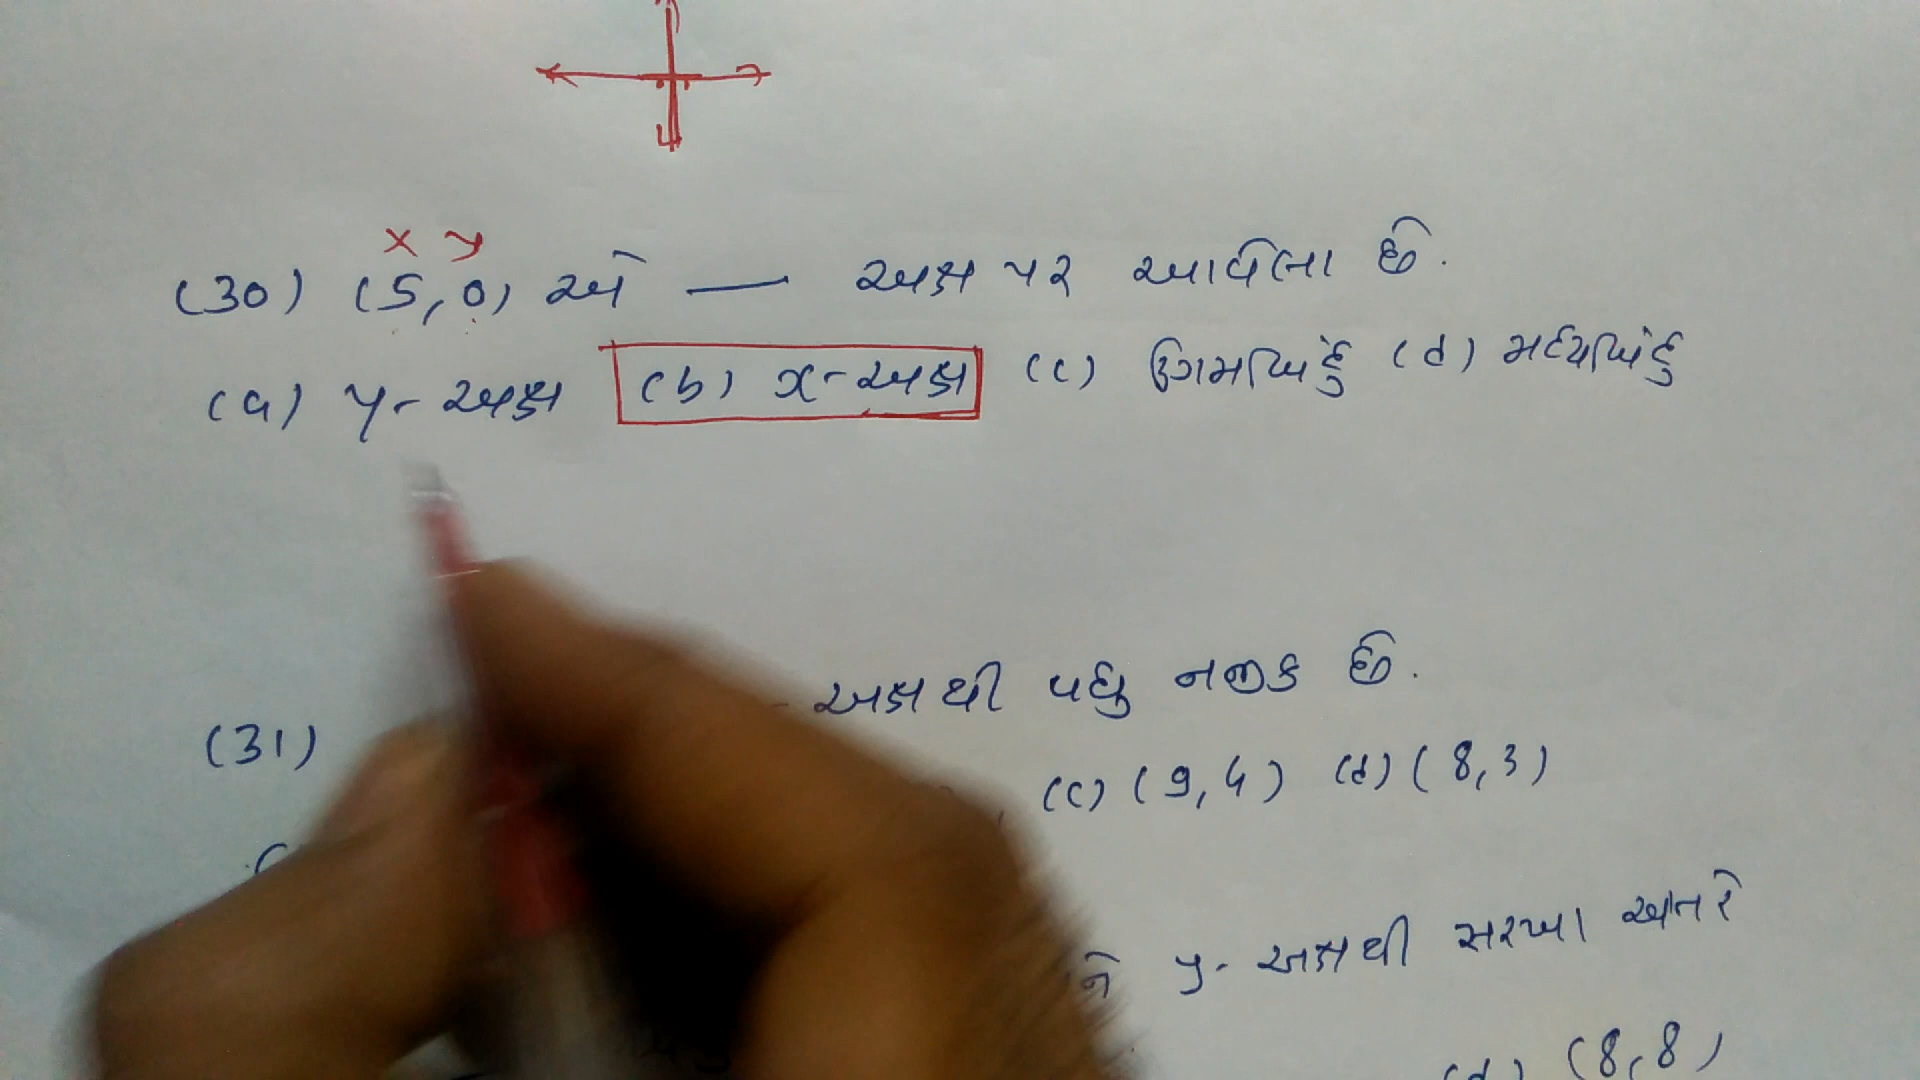 x y
(30) (5,0) એ — અક્ષ પર આવેલા છે.
(a) y-અક્ષ (b) x-અક્ષ (c) ઉગમબિંદુ (d) મધ્યબિંદુ
(31) અક્ષથી વધુ નજીક છે.
(c) (9,4) (d) (8,3)
ને y-અક્ષથી સરખા અંતરે
(d) (8,8)